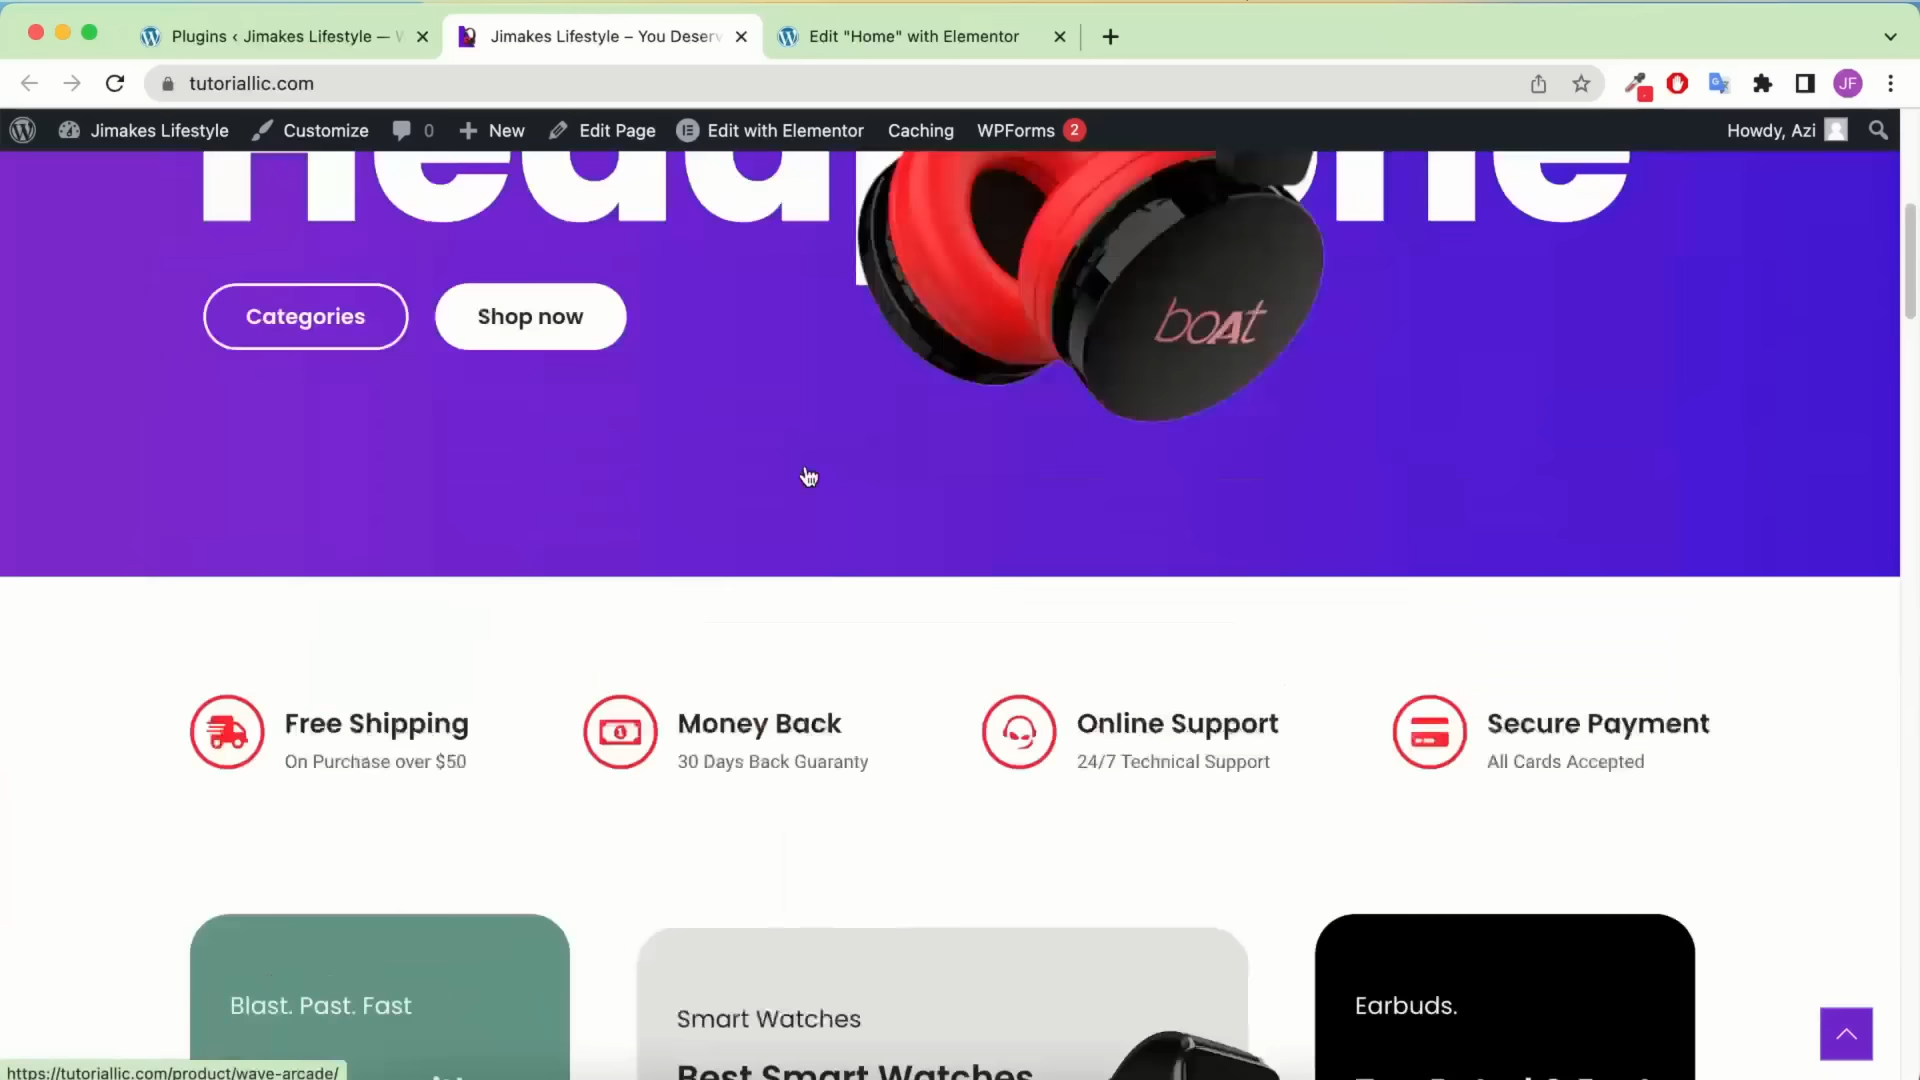 Plugins ‹ Jimakes Lifestyle —
Jimakes Lifestyle – You Deserv
Edit "Home" with Elementor
tutoriallic.com
JF
Jimakes Lifestyle
Customize
0
New
Edit Page
Edit with Elementor
Caching
WPForms 2
Howdy, Azi
boAt
Categories
Shop now
Free Shipping
On Purchase over $50
Money Back
30 Days Back Guaranty
Online Support
24/7 Technical Support
Secure Payment
All Cards Accepted
Blast. Past. Fast
Smart Watches
Best Smart Watches
Earbuds.
https://tutoriallic.com/product/wave-arcade/